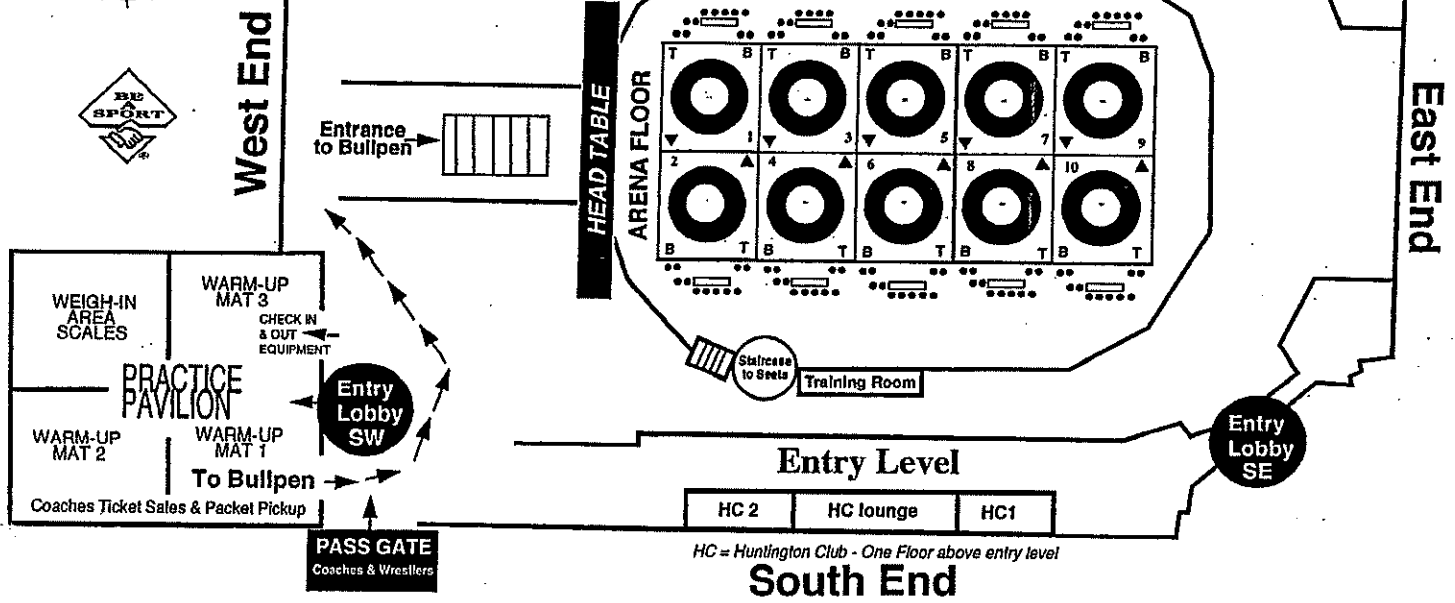 BE
A
SPORT
®
West End
Entrance
to Bullpen
HEAD TABLE
ARENA FLOOR
T B
1
T B
3
T B
5
T B
7
T B
9
2
B T
4
B T
6
B T
8
B T
10
B T
East End
WEIGH-IN
AREA
SCALES
WARM-UP
MAT 3
CHECK IN
& OUT
EQUIPMENT
PRACTICE
PAVILION
WARM-UP
MAT 2
WARM-UP
MAT 1
To Bullpen
Coaches Ticket Sales & Packet Pickup
Entry
Lobby
SW
PASS GATE
Coaches & Wrestlers
Staircase
to Seats
Training Room
Entry
Lobby
SE
Entry Level
HC 2
HC lounge
HC1
HC = Huntington Club - One Floor above entry level
South End